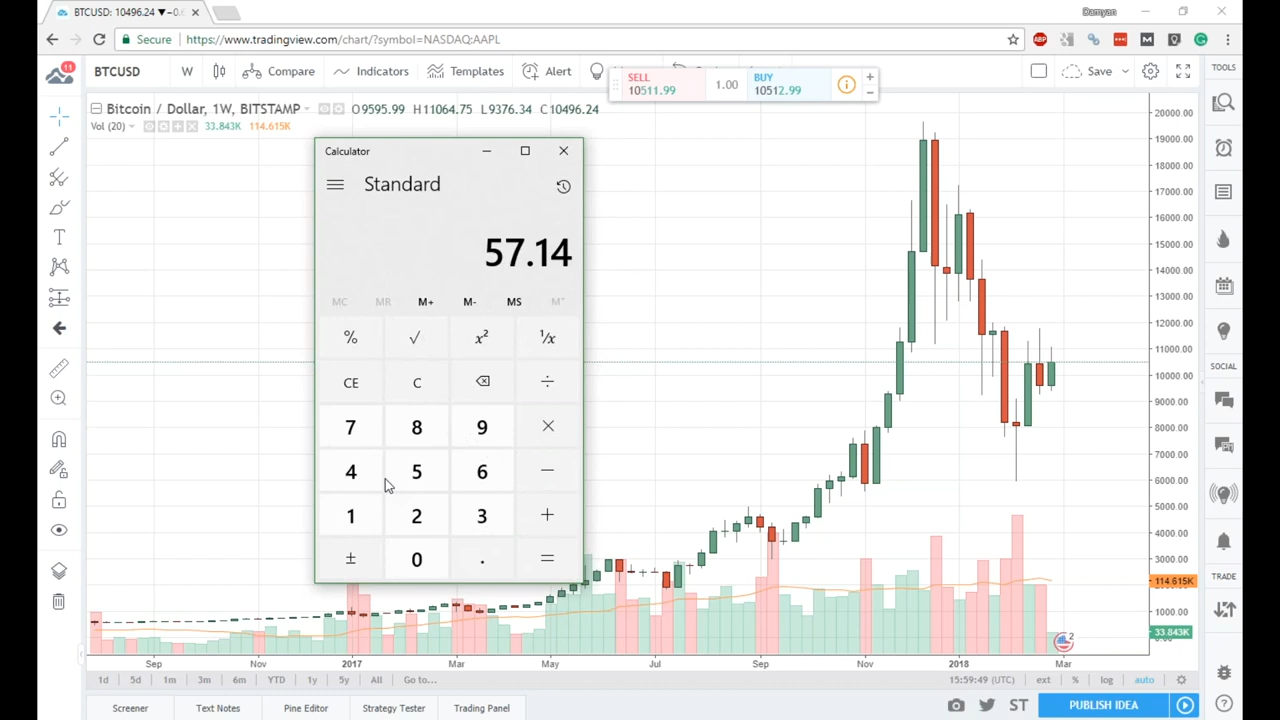 BTCUSD: 10496.24 ▼−0.6
Damyan
Secure https://www.tradingview.com/chart/?symbol=NASDAQ:AAPL
ABP
M
11
BTCUSD W Compare Indicators Templates Alert Save TOOLS
SELL
10511.99
1.00
BUY
10512.99
Bitcoin / Dollar, 1W, BITSTAMP O9595.99 H11064.75 L9376.34 C10496.24
Vol (20) 33.843K 114.615K
Calculator
Standard
57.14
MC MR M+ M- MS M˅
% √ x² ¹/x
CE C ⌫ ÷
7 8 9 ×
4 5 6 −
1 2 3 +
± 0 . =
20000.00
19000.00
18000.00
17000.00
16000.00
15000.00
14000.00
13000.00
12000.00
11000.00
10000.00
9000.00
8000.00
7000.00
6000.00
5000.00
4000.00
3000.00
114.615K
1000.00
33.843K
SOCIAL
TRADE
2
Sep Nov 2017 Mar May Jul Sep Nov 2018 Mar
1d 5d 1m 3m 6m YTD 1y 5y All Go to... 15:59:49 (UTC) ext % log auto
Screener Text Notes Pine Editor Strategy Tester Trading Panel ST PUBLISH IDEA